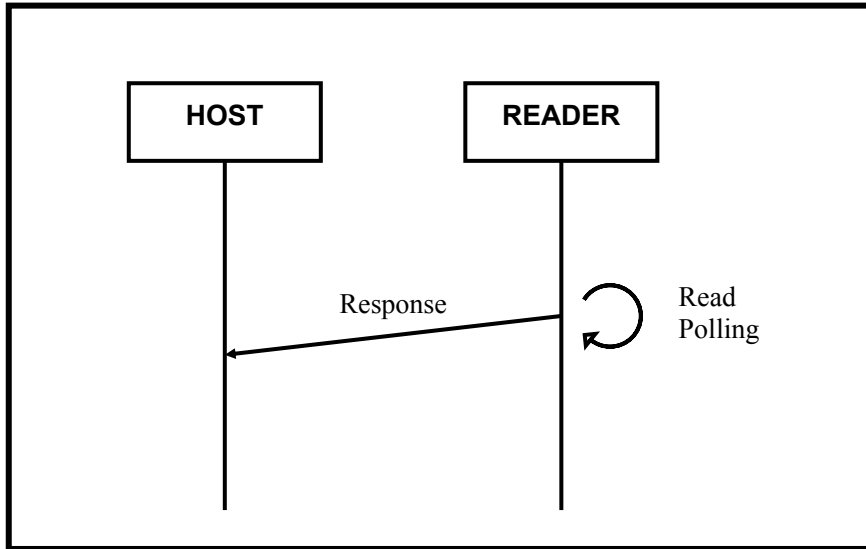 HOST
READER
Response
Read
Polling